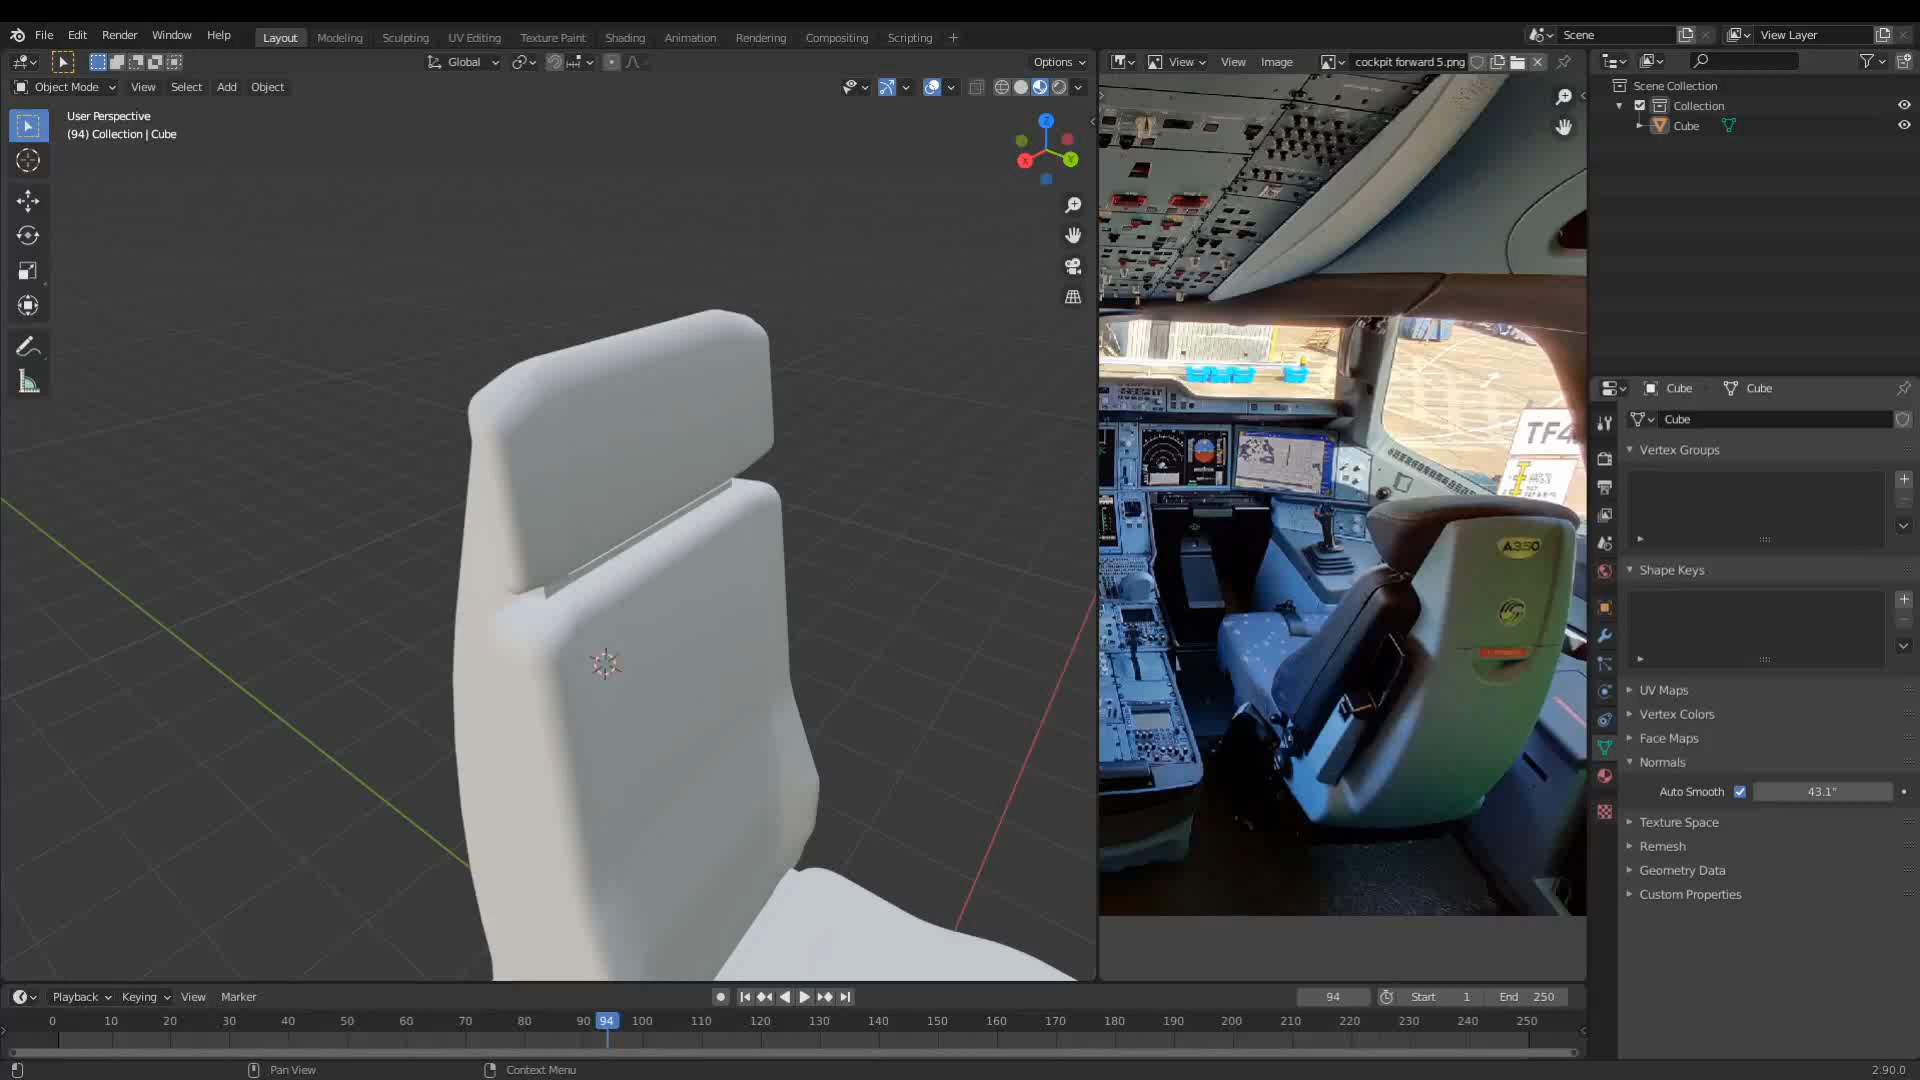 File Edit Render Window Help Layout Modeling Sculpting UV Editing Texture Paint Shading Animation Rendering Compositing Scripting + Scene View Layer
Global Options View View Image cockpit forward 5.png
Object Mode View Select Add Object
User Perspective
(94) Collection | Cube
Z
X Y
Scene Collection
Collection
Cube
TF4
A350
Cube Cube
Cube
Vertex Groups
Shape Keys
UV Maps
Vertex Colors
Face Maps
Normals
Auto Smooth 43.1°
Texture Space
Remesh
Geometry Data
Custom Properties
Playback Keying View Marker 94 Start 1 End 250
0 10 20 30 40 50 60 70 80 90 94 100 110 120 130 140 150 160 170 180 190 200 210 220 230 240 250
Pan View Context Menu 2.90.0